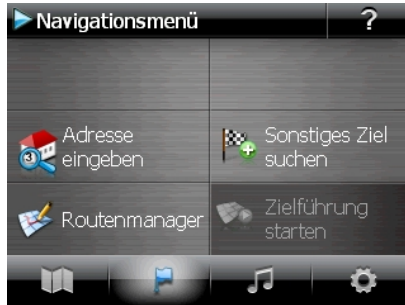 Navigationsmenü
?
Adresse
eingeben
Sonstiges Ziel
suchen
Routenmanager
Zielführung
starten